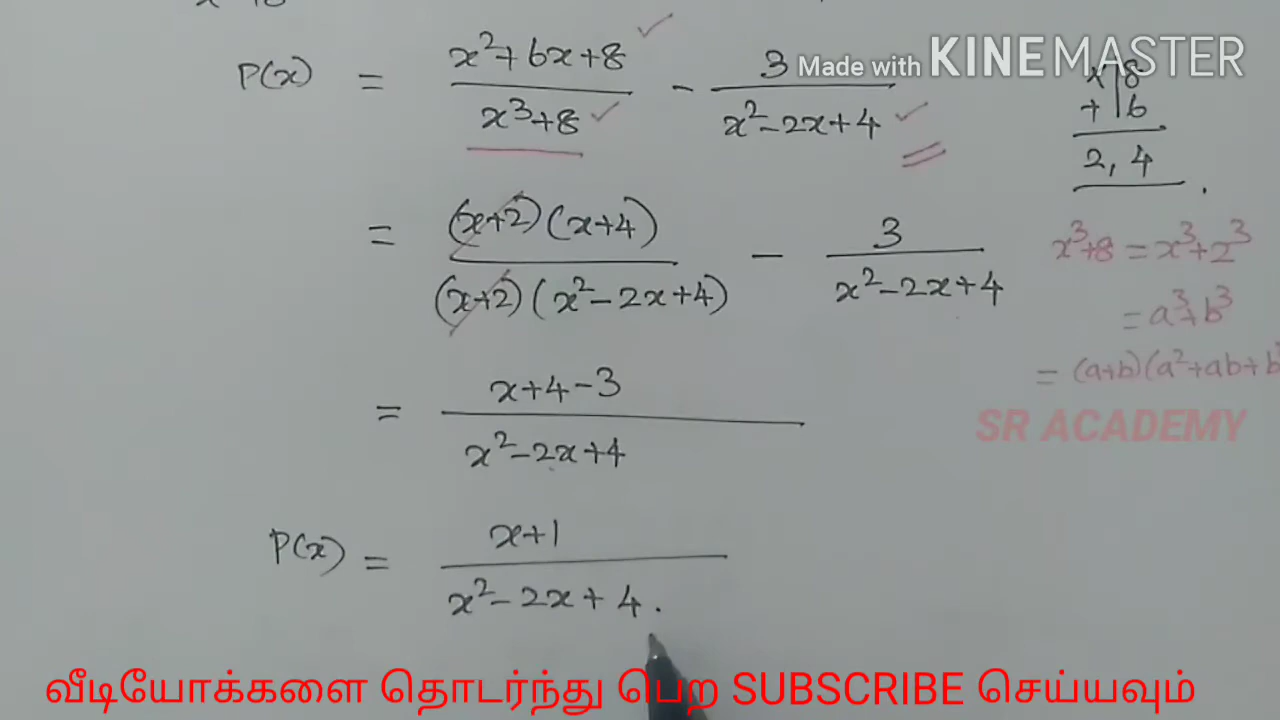 P(x) = x²+6x+8 / x³+8 - 3 / x²-2x+4
Made with KINEMASTER
x | 8
+ | 6
2, 4
= (x+2)(x+4) / (x+2)(x²-2x+4) - 3 / x²-2x+4
x³+8 = x³+2³
= a³+b³
= (a+b)(a²+ab+b
= x+4-3 / x²-2x+4
SR ACADEMY
P(x) = x+1 / x²-2x+4.
வீடியோக்களை தொடர்ந்து பெற SUBSCRIBE செய்யவும்